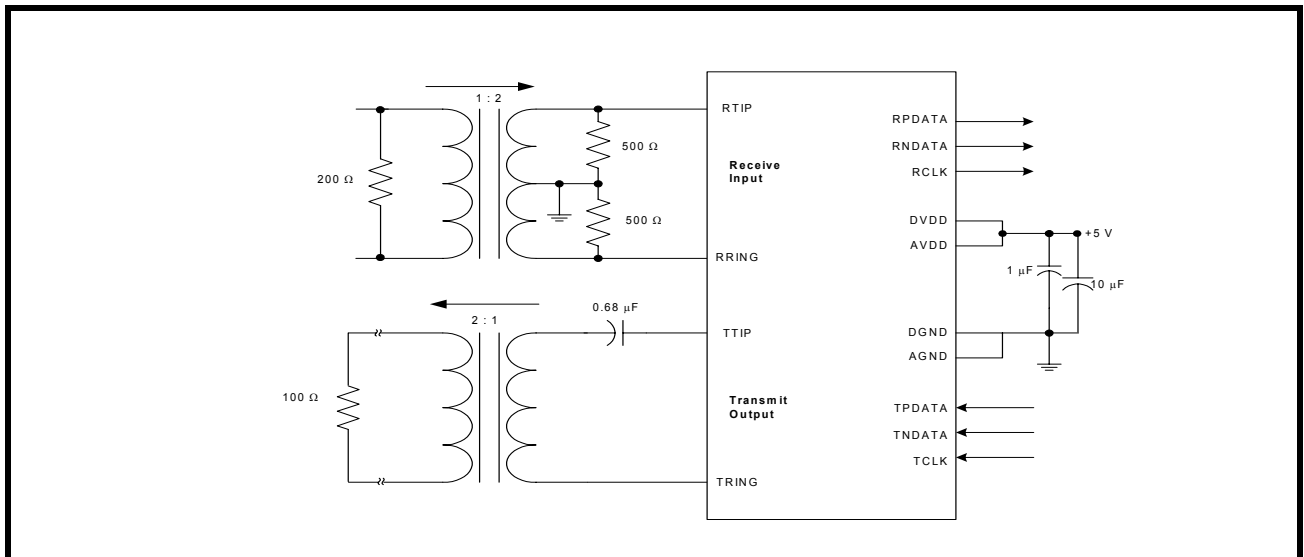 1 : 2
200 Ω
500 Ω
500 Ω
RTIP
Receive
Input
RRING
2 : 1
0.68 µF
100 Ω
TTIP
Transmit
Output
TRING
RPDATA
RNDATA
RCLK
DVDD
AVDD
+5 V
1 µF
10 µF
DGND
AGND
TPDATA
TNDATA
TCLK